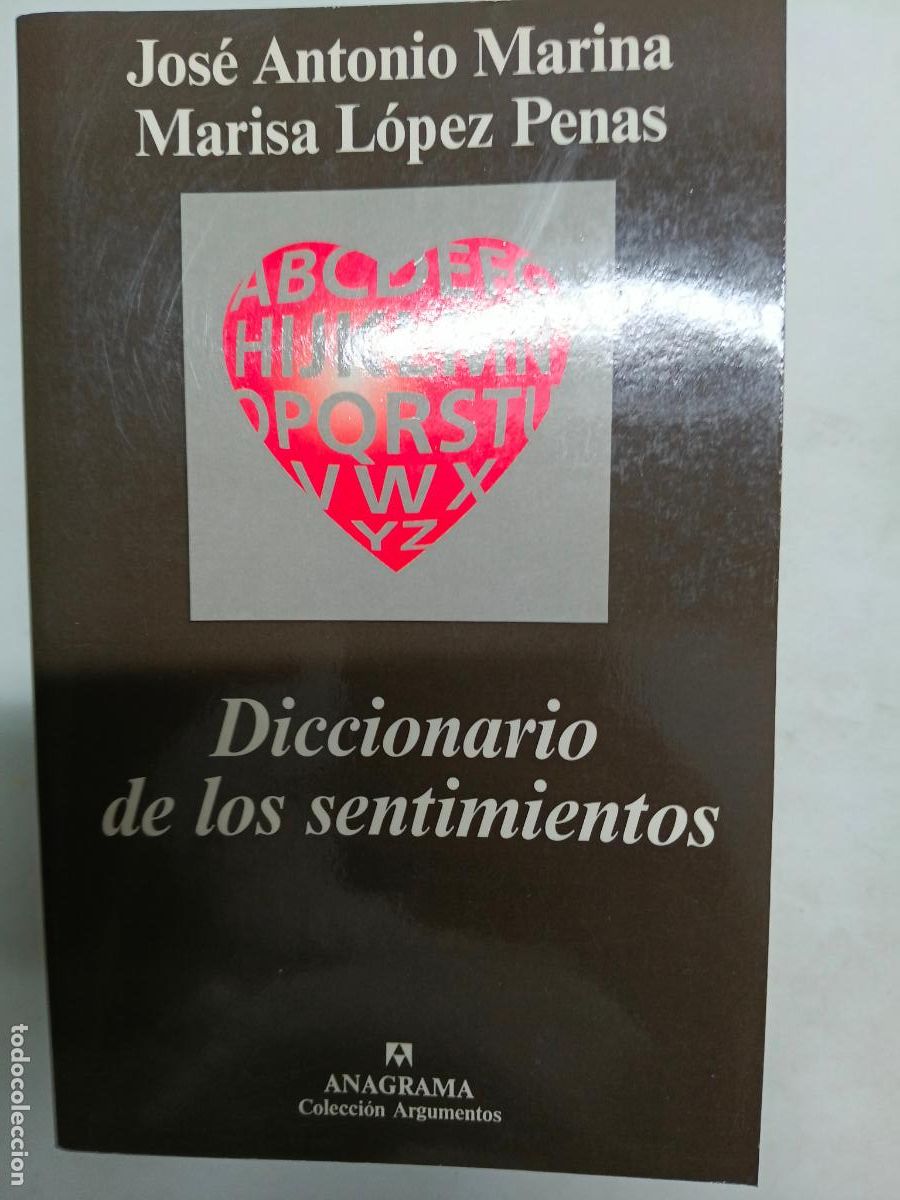 José Antonio Marina
Marisa López Penas
ABCDEFG
HIJKLMN
OPQRSTU
VWX
YZ
Diccionario
de los sentimientos
ANAGRAMA
Colección Argumentos
todocoleccion